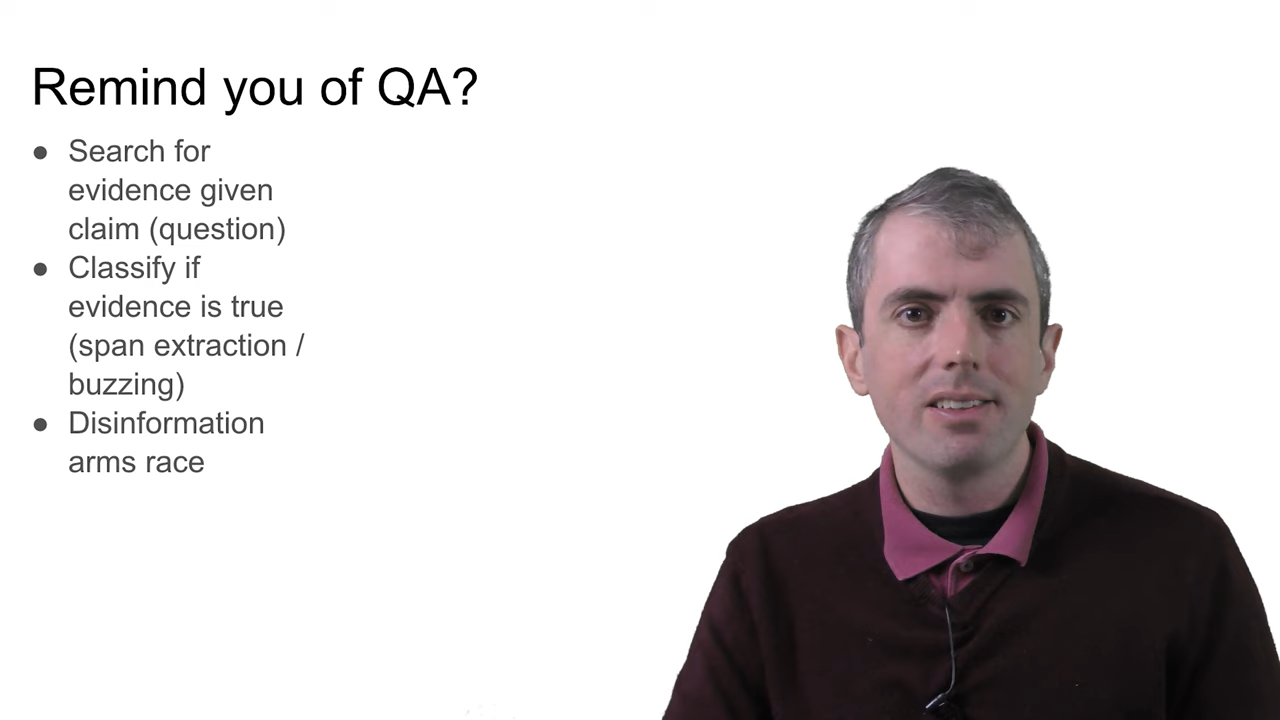 Remind you of QA?
● Search for
evidence given
claim (question)
● Classify if
evidence is true
(span extraction /
buzzing)
● Disinformation
arms race